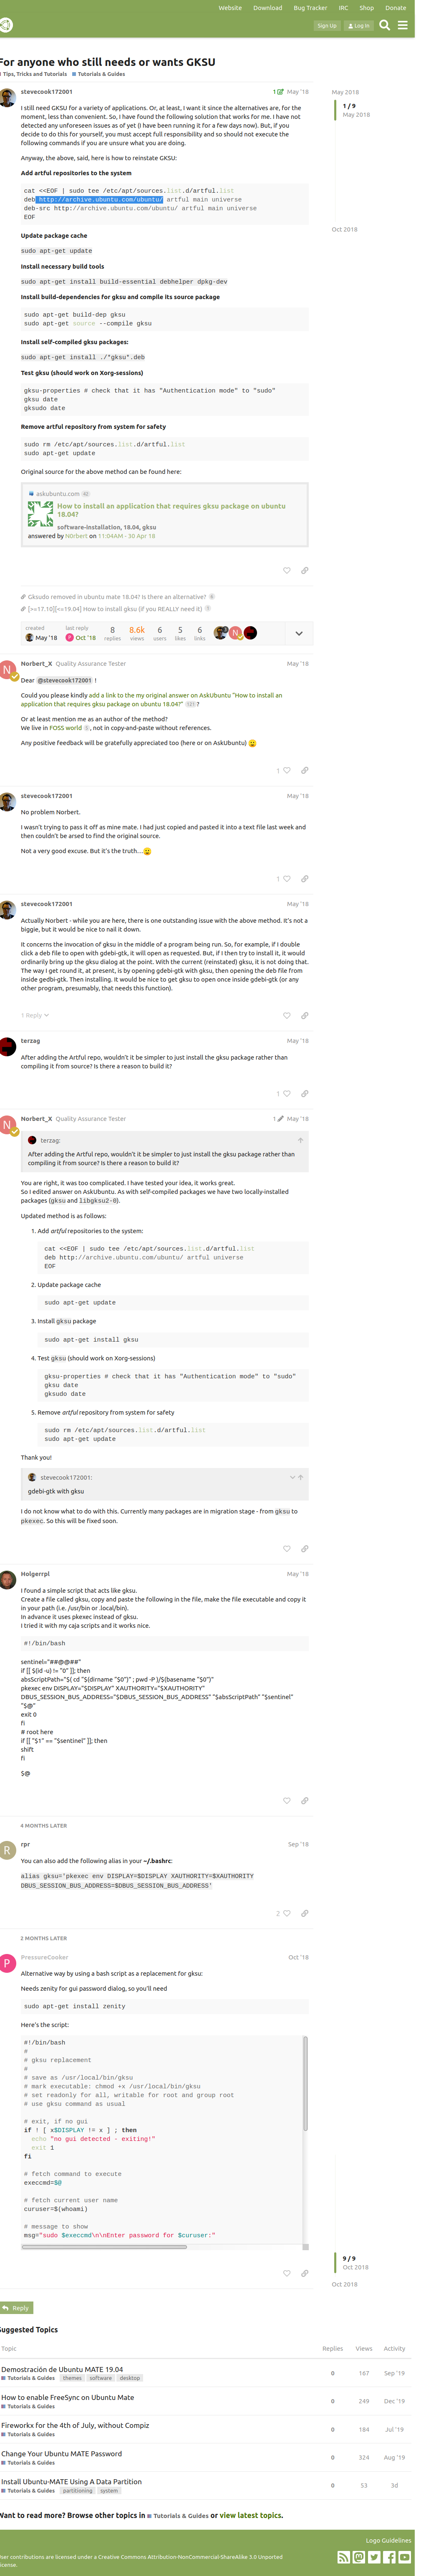 Website Download Bug Tracker IRC Shop Donate
Sign Up Log In
For anyone who still needs or wants GKSU
Tips, Tricks and Tutorials Tutorials & Guides
stevecook172001 1 May '18
I still need GKSU for a variety of applications. Or, at least, I want it since the alternatives are, for the
moment, less than convenient. So, I have found the following solution that works for me. I have not
detected any unforeseen issues as of yet (I have been running it for a few days now). But, if you
decide to do this for yourself, you must accept full responsibility and so should not execute the
following commands if you are unsure what you are doing.
Anyway, the above, said, here is how to reinstate GKSU:
Add artful repositories to the system
cat <<EOF | sudo tee /etc/apt/sources.list.d/artful.list
deb http://archive.ubuntu.com/ubuntu/ artful main universe
deb-src http://archive.ubuntu.com/ubuntu/ artful main universe
EOF
Update package cache
sudo apt-get update
Install necessary build tools
sudo apt-get install build-essential debhelper dpkg-dev
Install build-dependencies for gksu and compile its source package
sudo apt-get build-dep gksu
sudo apt-get source --compile gksu
Install self-compiled gksu packages:
sudo apt-get install ./*gksu*.deb
Test gksu (should work on Xorg-sessions)
gksu-properties # check that it has "Authentication mode" to "sudo"
gksu date
gksudo date
Remove artful repository from system for safety
sudo rm /etc/apt/sources.list.d/artful.list
sudo apt-get update
Original source for the above method can be found here:
askubuntu.com
How to install an application that requires gksu package on ubuntu
18.04?
software-installation, 18.04, gksu
answered by N0rbert on 11:04AM - 30 Apr 18
Gksudo removed in ubuntu mate 18.04? Is there an alternative?
[>=17.10][<=19.04] How to install gksu (if you REALLY need it)
created last reply
May '18 Oct '18 8 8.6k 6 5 6
replies views users likes links
Norbert_X Quality Assurance Tester May '18
Dear @stevecook172001 !
Could you please kindly add a link to the my original answer on AskUbuntu "How to install an
application that requires gksu package on ubuntu 18.04?" ?
Or at least mention me as an author of the method?
We live in FOSS world , not in copy-and-paste without references.
Any positive feedback will be gratefully appreciated too (here or on AskUbuntu)
1
stevecook172001 May '18
No problem Norbert.
I wasn't trying to pass it off as mine mate. I had just copied and pasted it into a text file last week and
then couldn't be arsed to find the original source.
Not a very good excuse. But it's the truth...
1
stevecook172001 May '18
Actually Norbert - while you are here, there is one outstanding issue with the above method. It's not a
biggie, but it would be nice to nail it down.
It concerns the invocation of gksu in the middle of a program being run. So, for example, if I double
click a deb file to open with gdebi-gtk, it will open as requested. But, if I then try to install it, it would
ordinarily bring up the gksu dialog at the point. With the current (reinstated) gksu, it is not doing that.
The way I get round it, at present, is by opening gdebi-gtk with gksu, then opening the deb file from
inside gedbi-gtk. Then installing. It would be nice to get gksu to open once inside gebi-gtk (or any
other program, presumably, that needs this function).
1 Reply
terzag May '18
After adding the Artful repo, wouldn't it be simpler to just install the gksu package rather than
compiling it from source? Is there a reason to build it?
1
Norbert_X Quality Assurance Tester 1 May '18
terzag:
After adding the Artful repo, wouldn't it be simpler to just install the gksu package rather than
compiling it from source? Is there a reason to build it?
You are right, it was too complicated. I have tested your idea, it works great.
So I edited answer on AskUbuntu. As with self-compiled packages we have two locally-installed
packages (gksu and libgksu2-0).
Updated method is as follows:
1. Add artful repositories to the system:
cat <<EOF | sudo tee /etc/apt/sources.list.d/artful.list
deb http://archive.ubuntu.com/ubuntu/ artful universe
EOF
2. Update package cache
sudo apt-get update
3. Install gksu package
sudo apt-get install gksu
4. Test gksu (should work on Xorg-sessions)
gksu-properties # check that it has "Authentication mode" to "sudo"
gksu date
gksudo date
5. Remove artful repository from system for safety
sudo rm /etc/apt/sources.list.d/artful.list
sudo apt-get update
Thank you!
stevecook172001:
gdebi-gtk with gksu
I do not know what to do with this. Currently many packages are in migration stage - from gksu to
pkexec. So this will be fixed soon.
Holgerrpl May '18
I found a simple script that acts like gksu.
Create a file called gksu, copy and paste the following in the file, make the file executable and copy it
in your path (i.e. /usr/bin or .local/bin).
In advance it uses pkexec instead of gksu.
I tried it with my caja scripts and it works nice.
#!/bin/bash
sentinel="##@@##"
if [[ $(id -u) != "0" ]]; then
absScriptPath="$( cd "$(dirname "$0")" ; pwd -P )/$(basename "$0")"
pkexec env DISPLAY="$DISPLAY" XAUTHORITY="$XAUTHORITY"
DBUS_SESSION_BUS_ADDRESS="$DBUS_SESSION_BUS_ADDRESS" "$absScriptPath" "$sentinel"
"$@"
exit 0
fi
# root here
if [[ "$1" == "$sentinel" ]]; then
shift
fi
$@
4 MONTHS LATER
rpr Sep '18
You can also add the following alias in your ~/.bashrc:
alias gksu='pkexec env DISPLAY=$DISPLAY XAUTHORITY=$XAUTHORITY
DBUS_SESSION_BUS_ADDRESS=$DBUS_SESSION_BUS_ADDRESS'
2
2 MONTHS LATER
PressureCooker Oct '18
Alternative way by using a bash script as a replacement for gksu:
Needs zenity for gui password dialog, so you'll need
sudo apt-get install zenity
Here's the script:
#!/bin/bash
#
# gksu replacement
#
# save as /usr/local/bin/gksu
# mark executable: chmod +x /usr/local/bin/gksu
# set readonly for all, writable for root and group root
# use gksu command as usual
# exit, if no gui
if ! [ x$DISPLAY != x ] ; then
echo "no gui detected - exiting!"
exit 1
fi
# fetch command to execute
execcmd=$@
# fetch current user name
curuser=$(whoami)
# message to show
msg="sudo $execcmd\n\nEnter password for $curuser:"
May 2018
1 / 9
May 2018
Oct 2018
9 / 9
Oct 2018
Oct 2018
Reply
Suggested Topics
Topic Replies Views Activity
Demostración de Ubuntu MATE 19.04
Tutorials & Guides themes software desktop 0 167 Sep '19
How to enable FreeSync on Ubuntu Mate
Tutorials & Guides 0 249 Dec '19
Fireworkx for the 4th of July, without Compiz
Tutorials & Guides 0 184 Jul '19
Change Your Ubuntu MATE Password
Tutorials & Guides 0 324 Aug '19
Install Ubuntu-MATE Using A Data Partition
Tutorials & Guides partitioning system 0 53 3d
Want to read more? Browse other topics in Tutorials & Guides or view latest topics.
Logo Guidelines
User contributions are licensed under a Creative Commons Attribution-NonCommercial-ShareAlike 3.0 Unported
License.